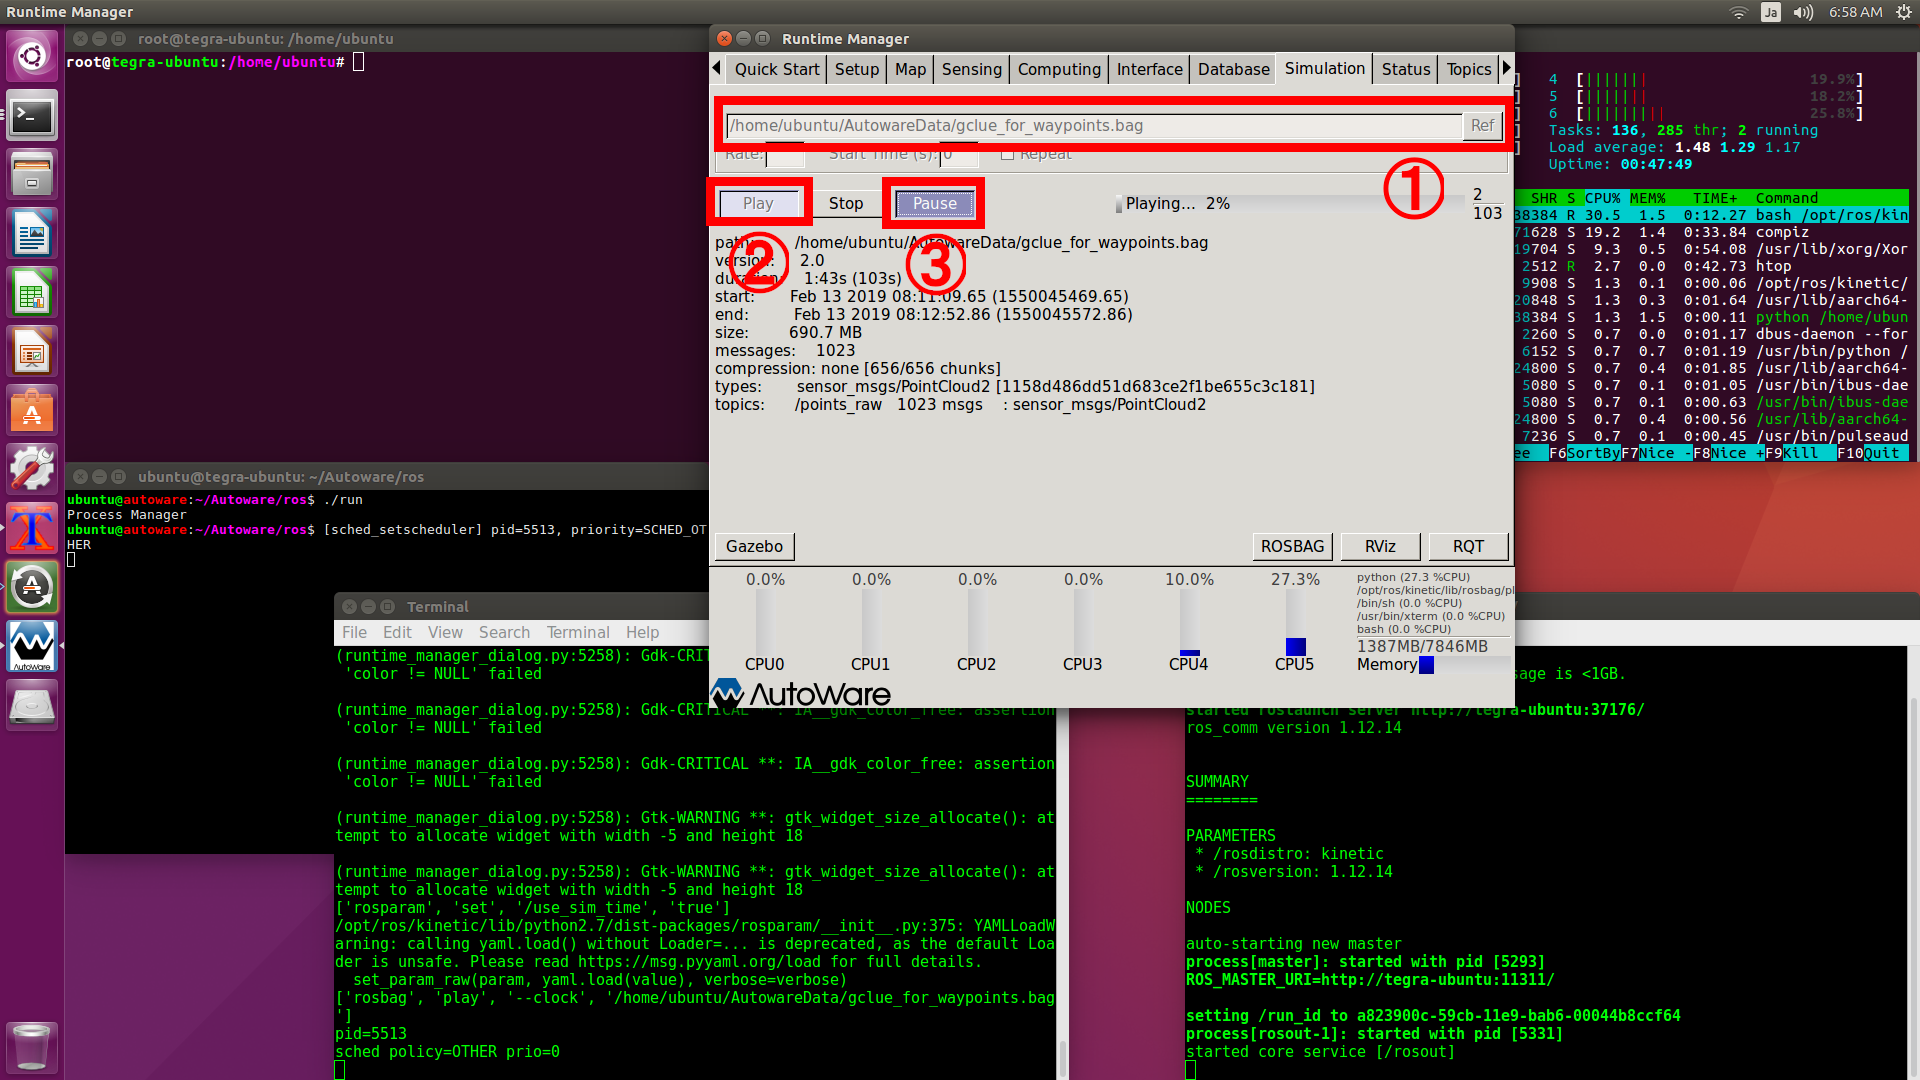 Runtime Manager
Ja
6:58 AM
root@tegra-ubuntu: /home/ubuntu
root@tegra-ubuntu:/home/ubuntu#
Runtime Manager
Quick Start Setup Map Sensing Computing Interface Database Simulation Status Topics
/home/ubuntu/AutowareData/gclue_for_waypoints.bag Ref
Rate: Start Time (s): 0 Repeat
①
Play Stop Pause Playing... 2% 2
103
② ③
path: /home/ubuntu/AutowareData/gclue_for_waypoints.bag
version: 2.0
duration: 1:43s (103s)
start: Feb 13 2019 08:11:09.65 (1550045469.65)
end: Feb 13 2019 08:12:52.86 (1550045572.86)
size: 690.7 MB
messages: 1023
compression: none [656/656 chunks]
types: sensor_msgs/PointCloud2 [1158d486dd51d683ce2f1be655c3c181]
topics: /points_raw 1023 msgs : sensor_msgs/PointCloud2
Gazebo ROSBAG RViz RQT
0.0% 0.0% 0.0% 0.0% 10.0% 27.3%
CPU0 CPU1 CPU2 CPU3 CPU4 CPU5
python (27.3 %CPU)
/opt/ros/kinetic/lib/rosbag/pl
/bin/sh (0.0 %CPU)
/usr/bin/xterm (0.0 %CPU)
bash (0.0 %CPU)
1387MB/7846MB
Memory
AutoWare
] 4 [||||||| 19.9%]
] 5 [||||||| 18.2%]
] 6 [||||||||| 25.8%]
] Tasks: 136, 285 thr; 2 running
] Load average: 1.48 1.29 1.17
Uptime: 00:47:49
SHR S CPU% MEM% TIME+ Command
38384 R 30.5 1.5 0:12.27 bash /opt/ros/kin
71628 S 19.2 1.4 0:33.84 compiz
19704 S 9.3 0.5 0:54.08 /usr/lib/xorg/Xor
2512 R 2.7 0.0 0:42.73 htop
9908 S 1.3 0.1 0:00.06 /opt/ros/kinetic/
20848 S 1.3 0.3 0:01.64 /usr/lib/aarch64-
38384 S 1.3 1.5 0:00.11 python /home/ubun
2260 S 0.7 0.0 0:01.17 dbus-daemon --for
6152 S 0.7 0.7 0:01.19 /usr/bin/python /
24800 S 0.7 0.4 0:01.85 /usr/lib/aarch64-
5080 S 0.7 0.1 0:01.05 /usr/bin/ibus-dae
5080 S 0.7 0.1 0:00.63 /usr/bin/ibus-dae
24800 S 0.7 0.4 0:00.56 /usr/lib/aarch64-
7236 S 0.7 0.1 0:00.45 /usr/bin/pulseaud
ee F6SortByF7Nice -F8Nice +F9Kill F10Quit
ubuntu@tegra-ubuntu: ~/Autoware/ros
ubuntu@autoware:~/Autoware/ros$ ./run
Process Manager
ubuntu@autoware:~/Autoware/ros$ [sched_setscheduler] pid=5513, priority=SCHED_OT
HER
Terminal
File Edit View Search Terminal Help
(runtime_manager_dialog.py:5258): Gdk-CRIT
'color != NULL' failed
(runtime_manager_dialog.py:5258): Gdk-CRITICAL **: IA__gdk_color_free: assertion
'color != NULL' failed
(runtime_manager_dialog.py:5258): Gdk-CRITICAL **: IA__gdk_color_free: assertion
'color != NULL' failed
(runtime_manager_dialog.py:5258): Gtk-WARNING **: gtk_widget_size_allocate(): at
tempt to allocate widget with width -5 and height 18
(runtime_manager_dialog.py:5258): Gtk-WARNING **: gtk_widget_size_allocate(): at
tempt to allocate widget with width -5 and height 18
['rosparam', 'set', '/use_sim_time', 'true']
/opt/ros/kinetic/lib/python2.7/dist-packages/rosparam/__init__.py:375: YAMLLoadW
arning: calling yaml.load() without Loader=... is deprecated, as the default Loa
der is unsafe. Please read https://msg.pyyaml.org/load for full details.
set_param_raw(param, yaml.load(value), verbose=verbose)
['rosbag', 'play', '--clock', '/home/ubuntu/AutowareData/gclue_for_waypoints.bag
']
pid=5513
sched policy=OTHER prio=0
sage is <1GB.
started roslaunch server http://tegra-ubuntu:37176/
ros_comm version 1.12.14
SUMMARY
========
PARAMETERS
* /rosdistro: kinetic
* /rosversion: 1.12.14
NODES
auto-starting new master
process[master]: started with pid [5293]
ROS_MASTER_URI=http://tegra-ubuntu:11311/
setting /run_id to a823900c-59cb-11e9-bab6-00044b8ccf64
process[rosout-1]: started with pid [5331]
started core service [/rosout]